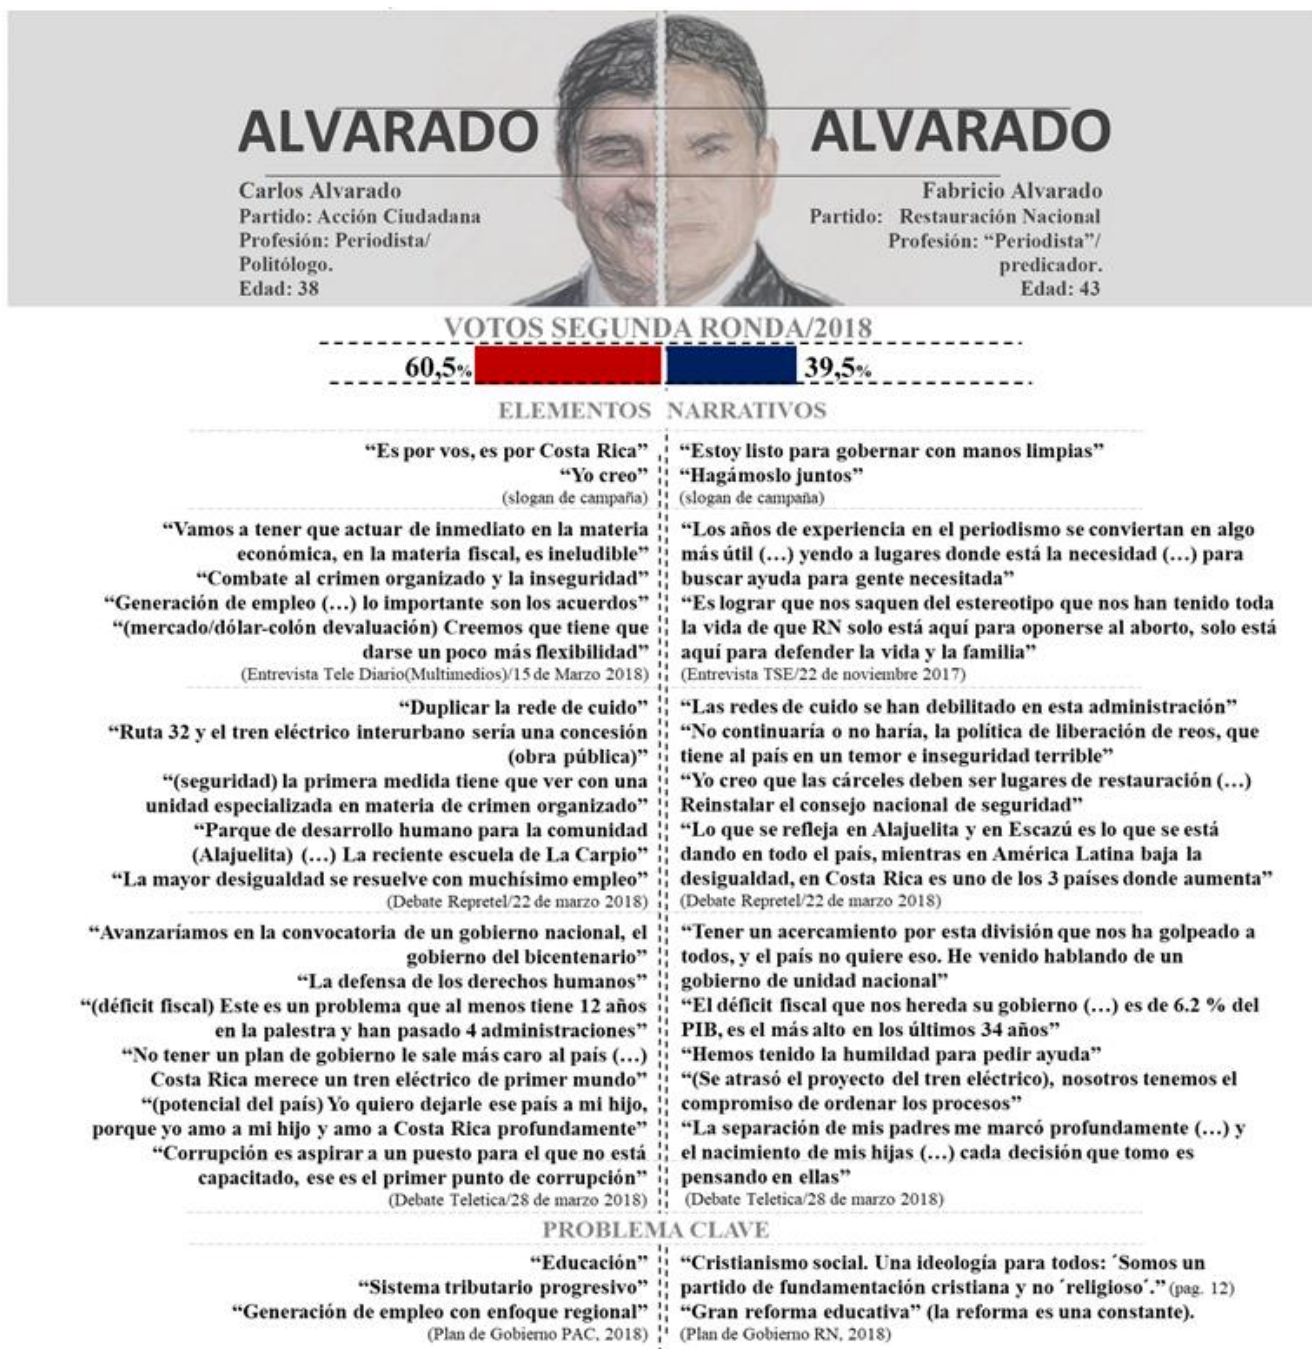 ALVARADO
Carlos Alvarado
Partido: Acción Ciudadana
Profesión: Periodista/
Politólogo.
Edad: 38
ALVARADO
Fabricio Alvarado
Partido: Restauración Nacional
Profesión: “Periodista”/
predicador.
Edad: 43
VOTOS SEGUNDA RONDA/2018
60,5%
39,5%
ELEMENTOS NARRATIVOS
“Es por vos, es por Costa Rica”
“Yo creo”
(slogan de campaña)
“Estoy listo para gobernar con manos limpias”
“Hagámoslo juntos”
(slogan de campaña)
“Vamos a tener que actuar de inmediato en la materia
económica, en la materia fiscal, es ineludible”
“Combate al crimen organizado y la inseguridad”
“Generación de empleo (…) lo importante son los acuerdos”
“(mercado/dólar-colón devaluación) Creemos que tiene que
darse un poco más flexibilidad”
(Entrevista Tele Diario(Multimedios)/15 de Marzo 2018)
“Los años de experiencia en el periodismo se conviertan en algo
más útil (…) yendo a lugares donde está la necesidad (…) para
buscar ayuda para gente necesitada”
“Es lograr que nos saquen del estereotipo que nos han tenido toda
la vida de que RN solo está aquí para oponerse al aborto, solo está
aquí para defender la vida y la familia”
(Entrevista TSE/22 de noviembre 2017)
“Duplicar la rede de cuido”
“Ruta 32 y el tren eléctrico interurbano sería una concesión
(obra pública)”
“(seguridad) la primera medida tiene que ver con una
unidad especializada en materia de crimen organizado”
“Parque de desarrollo humano para la comunidad
(Alajuelita) (…) La reciente escuela de La Carpio”
“La mayor desigualdad se resuelve con muchísimo empleo”
(Debate Repretel/22 de marzo 2018)
“Las redes de cuido se han debilitado en esta administración”
“No continuaría o no haría, la política de liberación de reos, que
tiene al país en un temor e inseguridad terrible”
“Yo creo que las cárceles deben ser lugares de restauración (…)
Reinstalar el consejo nacional de seguridad”
“Lo que se refleja en Alajuelita y en Escazú es lo que se está
dando en todo el país, mientras en América Latina baja la
desigualdad, en Costa Rica es uno de los 3 países donde aumenta”
(Debate Repretel/22 de marzo 2018)
“Avanzaríamos en la convocatoria de un gobierno nacional, el
gobierno del bicentenario”
“La defensa de los derechos humanos”
“(déficit fiscal) Este es un problema que al menos tiene 12 años
en la palestra y han pasado 4 administraciones”
“No tener un plan de gobierno le sale más caro al país (…)
Costa Rica merece un tren eléctrico de primer mundo”
“(potencial del país) Yo quiero dejarle ese país a mi hijo,
porque yo amo a mi hijo y amo a Costa Rica profundamente”
“Corrupción es aspirar a un puesto para el que no está
capacitado, ese es el primer punto de corrupción”
(Debate Teletica/28 de marzo 2018)
“Tener un acercamiento por esta división que nos ha golpeado a
todos, y el país no quiere eso. He venido hablando de un
gobierno de unidad nacional”
“El déficit fiscal que nos hereda su gobierno (…) es de 6.2 % del
PIB, es el más alto en los últimos 34 años”
“Hemos tenido la humildad para pedir ayuda”
“(Se atrasó el proyecto del tren eléctrico), nosotros tenemos el
compromiso de ordenar los procesos”
“La separación de mis padres me marcó profundamente (…) y
el nacimiento de mis hijas (…) cada decisión que tomo es
pensando en ellas”
(Debate Teletica/28 de marzo 2018)
PROBLEMA CLAVE
“Educación”
“Sistema tributario progresivo”
“Generación de empleo con enfoque regional”
(Plan de Gobierno PAC, 2018)
“Cristianismo social. Una ideología para todos: ´Somos un
partido de fundamentación cristiana y no ´religioso´.” (pag. 12)
“Gran reforma educativa” (la reforma es una constante).
(Plan de Gobierno RN, 2018)